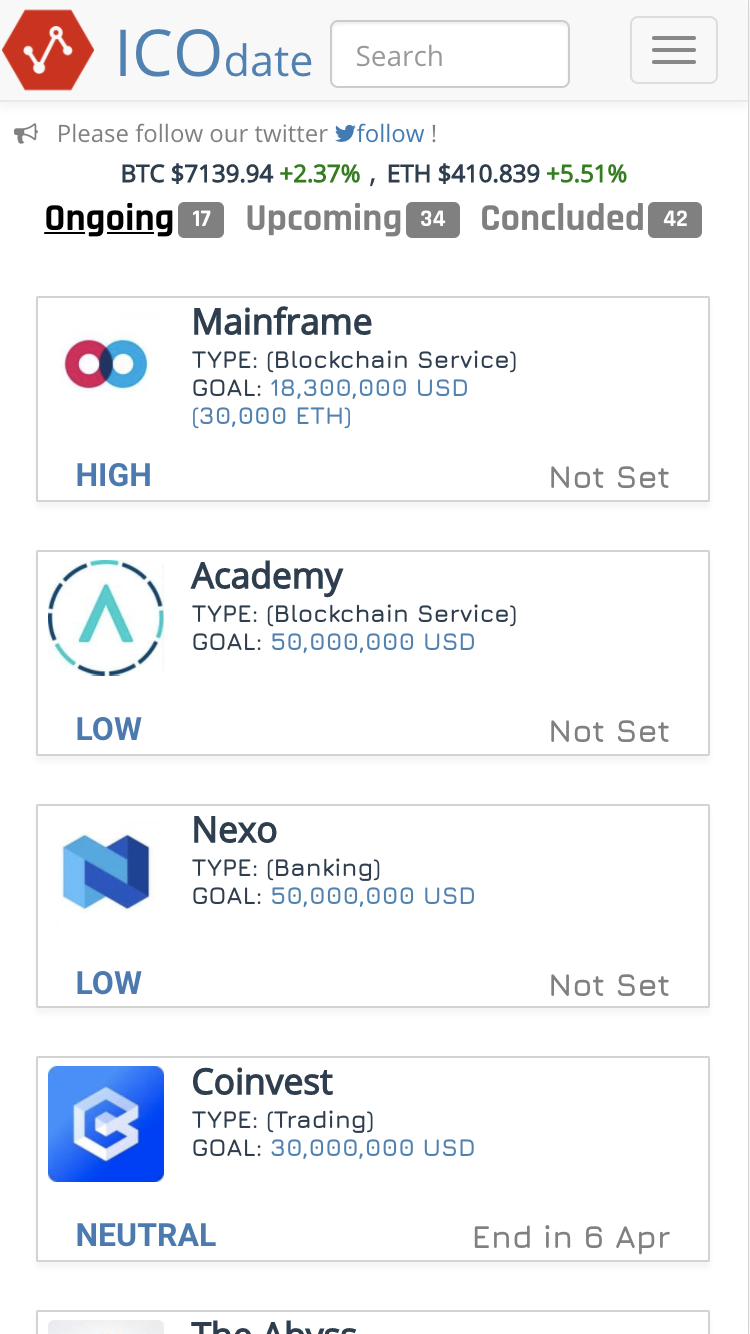 ICOdate Search
Please follow our twitter follow !
BTC $7139.94 +2.37% , ETH $410.839 +5.51%
Ongoing 17 Upcoming 34 Concluded 42
Mainframe
TYPE: (Blockchain Service)
GOAL: 18,300,000 USD
(30,000 ETH)
HIGH Not Set
Academy
TYPE: (Blockchain Service)
GOAL: 50,000,000 USD
LOW Not Set
Nexo
TYPE: (Banking)
GOAL: 50,000,000 USD
LOW Not Set
Coinvest
TYPE: (Trading)
GOAL: 30,000,000 USD
NEUTRAL End in 6 Apr
The Abyss